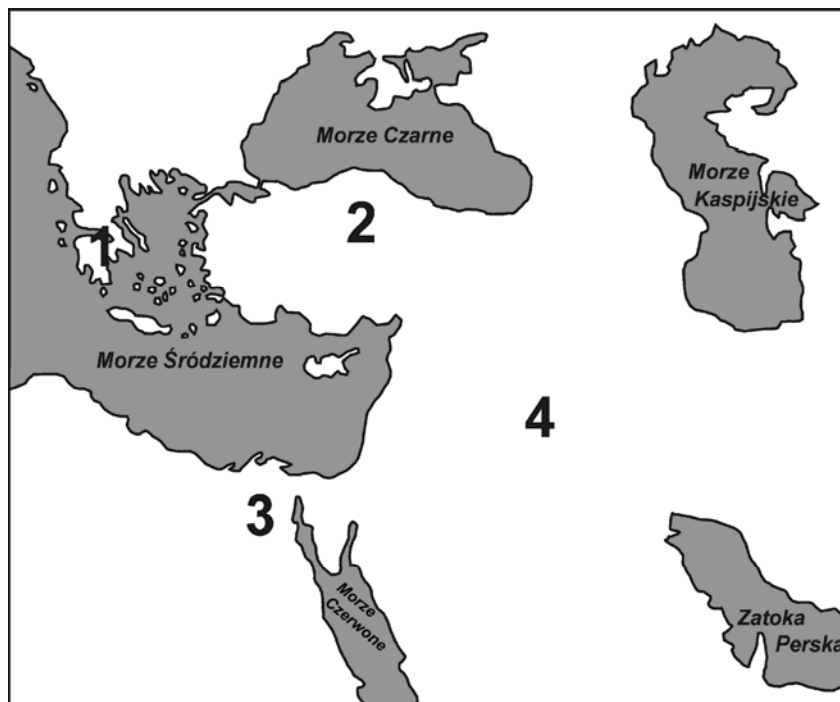 Morze Czarne
Morze
Kaspijskie
2
1
Morze Śródziemne
4
3
Morze
Czerwone
Zatoka
Perska